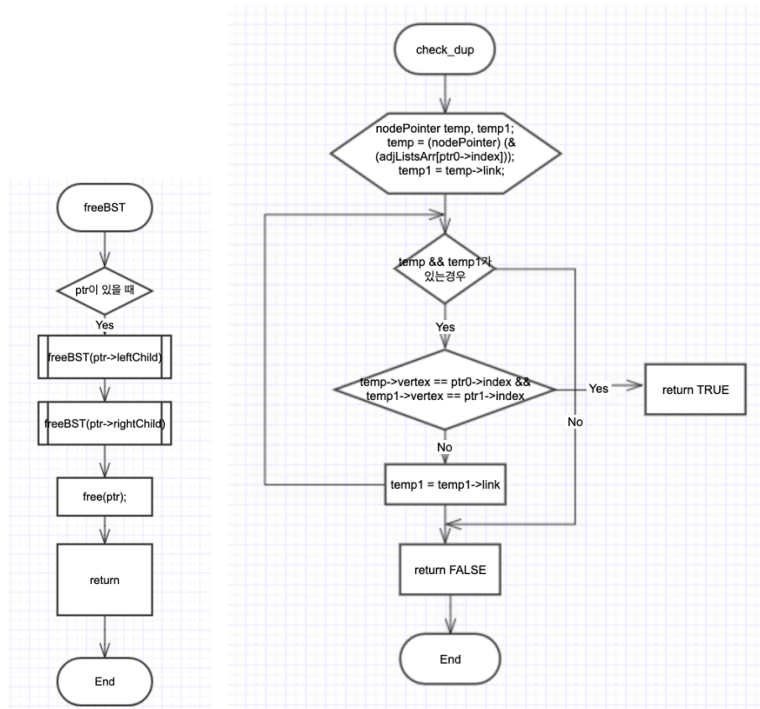 freeBST
ptr이 있을 때
Yes
freeBST(ptr->leftChild)
freeBST(ptr->rightChild)
free(ptr);
return
End
check_dup
nodePointer temp, temp1;
temp = (nodePointer) (&
(adjListsArr[ptr0->index]));
temp1 = temp->link;
temp && temp1가
있는경우
Yes
temp->vertex == ptr0->index &&
temp1->vertex == ptr1->index
Yes
return TRUE
No
No
temp1 = temp1->link
return FALSE
End